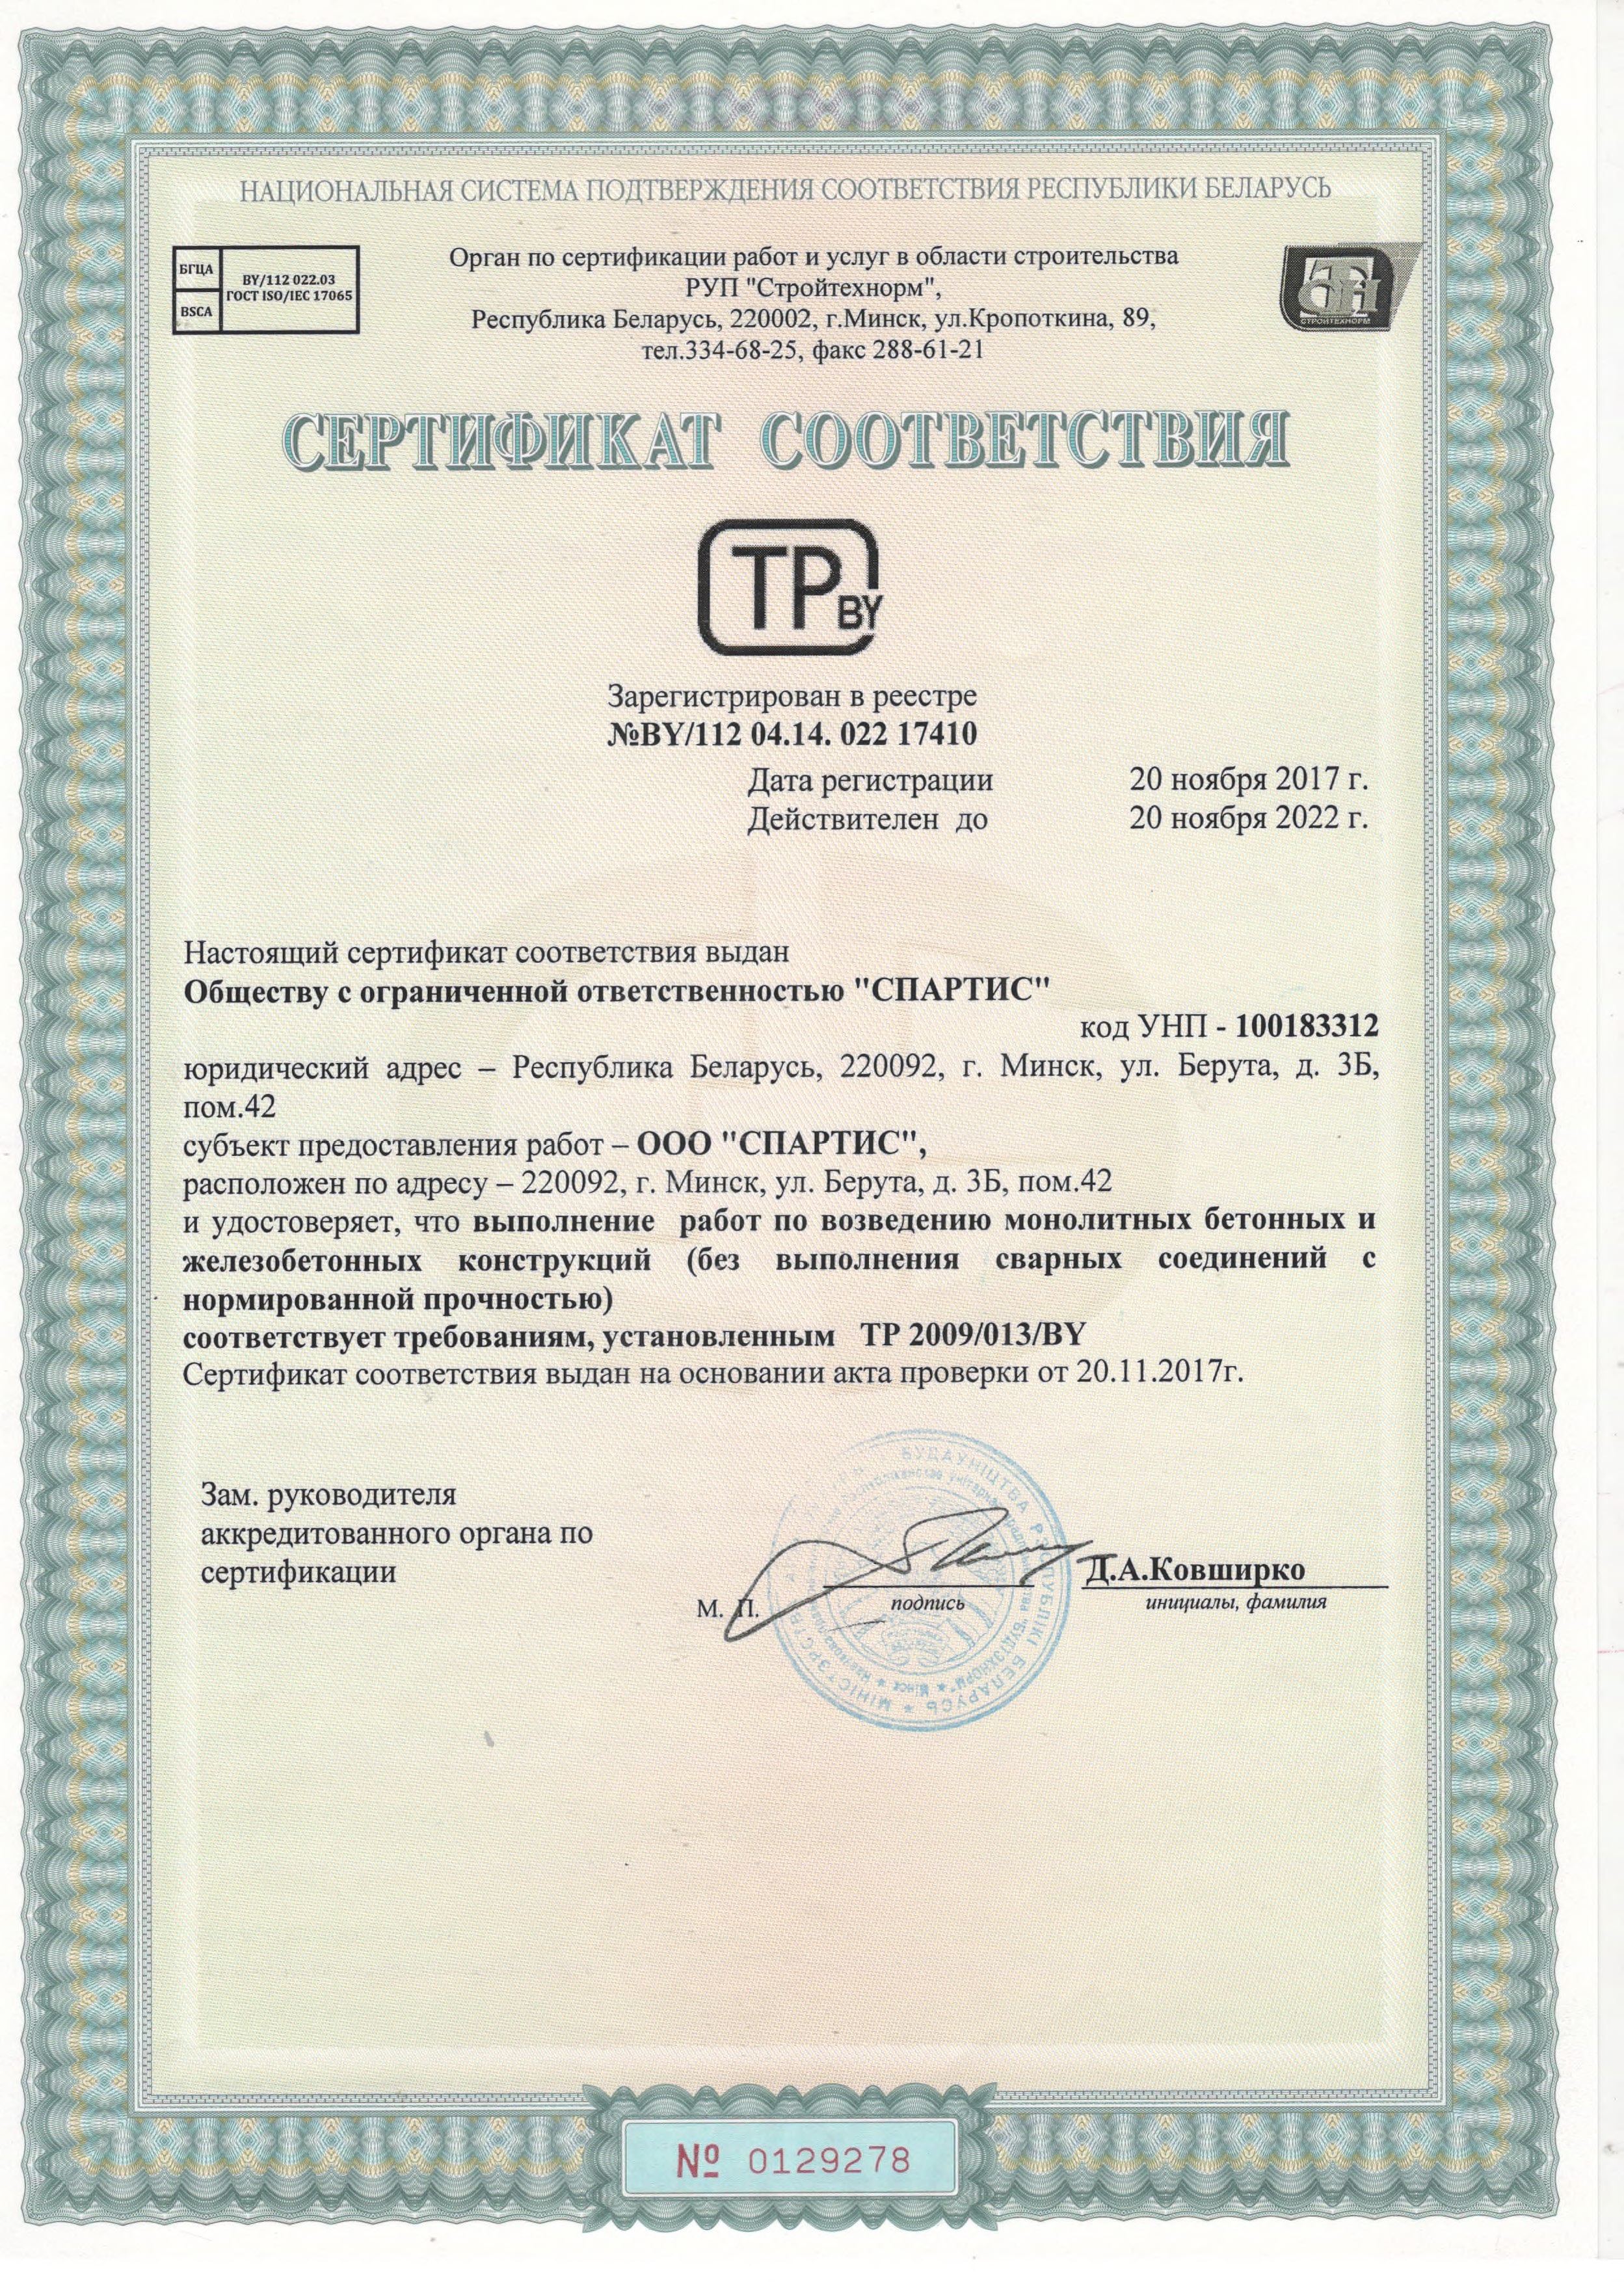 НАЦИОНАЛЬНАЯ СИСТЕМА ПОДТВЕРЖДЕНИЯ СООТВЕТСТВИЯ РЕСПУБЛИКИ БЕЛАРУСЬ
БГЦА
BSCA
BY/112 022.03
ГОСТ ISO/IEC 17065
Орган по сертификации работ и услуг в области строительства
РУП "Стройтехнорм",
Республика Беларусь, 220002, г.Минск, ул.Кропоткина, 89,
тел.334-68-25, факс 288-61-21
СТН
СТРОЙТЕХНОРМ
СЕРТИФИКАТ СООТВЕТСТВИЯ
ТР BY
Зарегистрирован в реестре
№BY/112 04.14. 022 17410
Дата регистрации 20 ноября 2017 г.
Действителен до 20 ноября 2022 г.
Настоящий сертификат соответствия выдан
Обществу с ограниченной ответственностью "СПАРТИС"
код УНП - 100183312
юридический адрес – Республика Беларусь, 220092, г. Минск, ул. Берута, д. 3Б,
пом.42
субъект предоставления работ – ООО "СПАРТИС",
расположен по адресу – 220092, г. Минск, ул. Берута, д. 3Б, пом.42
и удостоверяет, что выполнение работ по возведению монолитных бетонных и
железобетонных конструкций (без выполнения сварных соединений с
нормированной прочностью)
соответствует требованиям, установленным ТР 2009/013/BY
Сертификат соответствия выдан на основании акта проверки от 20.11.2017г.
Зам. руководителя
аккредитованного органа по
сертификации
М. П.
подпись
Д.А.Ковширко
инициалы, фамилия
БУДАЎНІЦТВА РЭСПУБЛІКІ БЕЛАРУСЬ * МІНІСТЭРСТВА
"БУДТЭХНОРМ" * Мінск *
№ 0129278